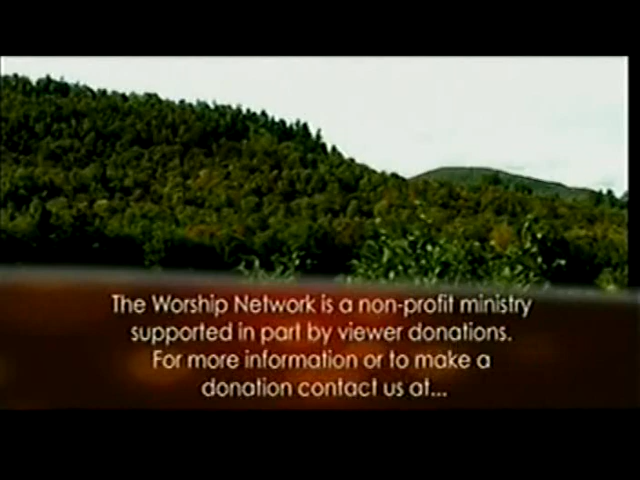 The Worship Network is a non-profit ministry
supported in part by viewer donations.
For more information or to make a
donation contact us at...